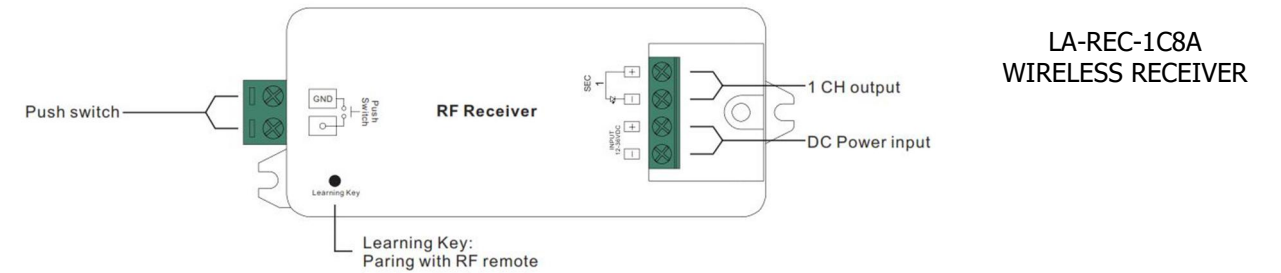 LA-REC-1C8A
WIRELESS RECEIVER
Push switch
GND
Push
Switch
RF Receiver
Learning Key
SEC
1
+
−
INPUT
12-36VDC
+
−
1 CH output
DC Power input
Learning Key:
Paring with RF remote